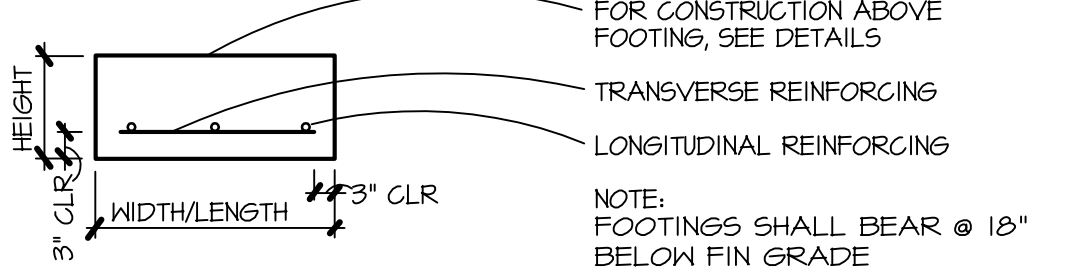 FOR CONSTRUCTION ABOVE
FOOTING, SEE DETAILS
TRANSVERSE REINFORCING
LONGITUDINAL REINFORCING
HEIGHT
3" CLR
3" CLR
WIDTH/LENGTH
NOTE:
FOOTINGS SHALL BEAR @ 18"
BELOW FIN GRADE